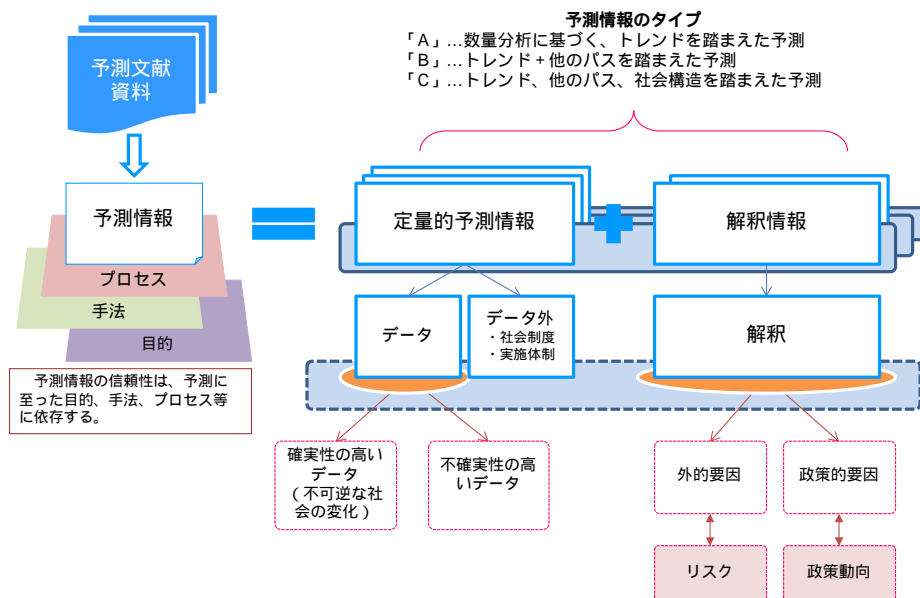 予測情報のタイプ
「A」…数量分析に基づく、トレンドを踏まえた予測
「B」…トレンド+他のパスを踏まえた予測
「C」…トレンド、他のパス、社会構造を踏まえた予測
予測文献
資料
予測情報
プロセス
手法
目的
予測情報の信頼性は、予測に
至った目的、手法、プロセス等
に依存する。
定量的予測情報
解釈情報
データ
データ外
・社会制度
・実施体制
解釈
確実性の高い
データ
(不可逆な社
会の変化)
不確実性の高
いデータ
外的要因
政策的要因
リスク
政策動向